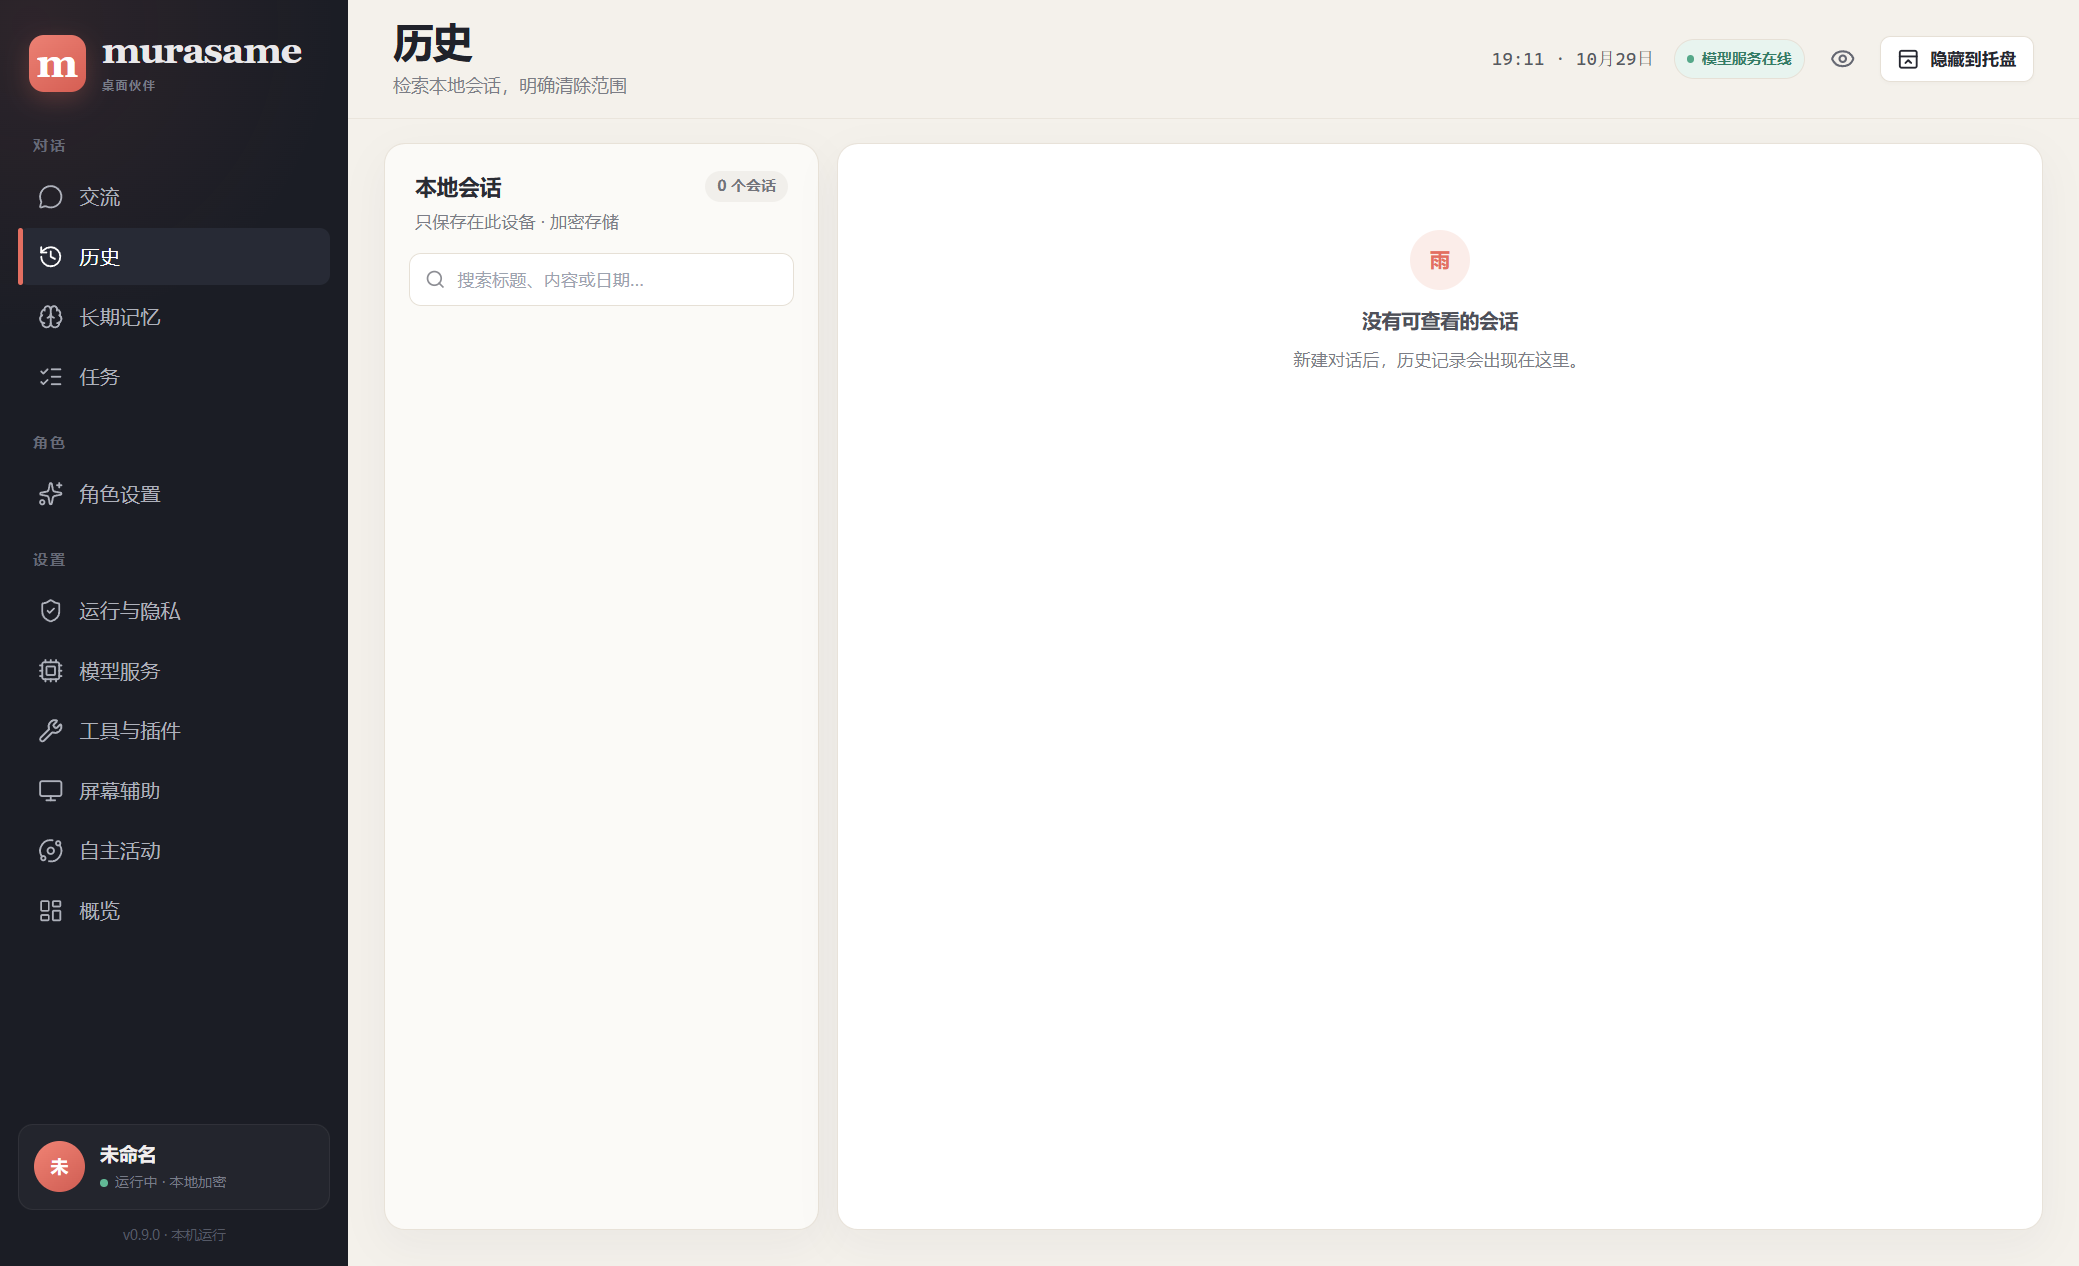 m
murasame
桌面伙伴
对话
交流
历史
长期记忆
任务
角色
角色设置
设置
运行与隐私
模型服务
工具与插件
屏幕辅助
自主活动
概览
未
未命名
运行中 · 本地加密
v0.9.0 · 本机运行
历史
检索本地会话，明确清除范围
19:11 · 10月29日
模型服务在线
隐藏到托盘
本地会话
0 个会话
只保存在此设备 · 加密存储
搜索标题、内容或日期...
雨
没有可查看的会话
新建对话后，历史记录会出现在这里。